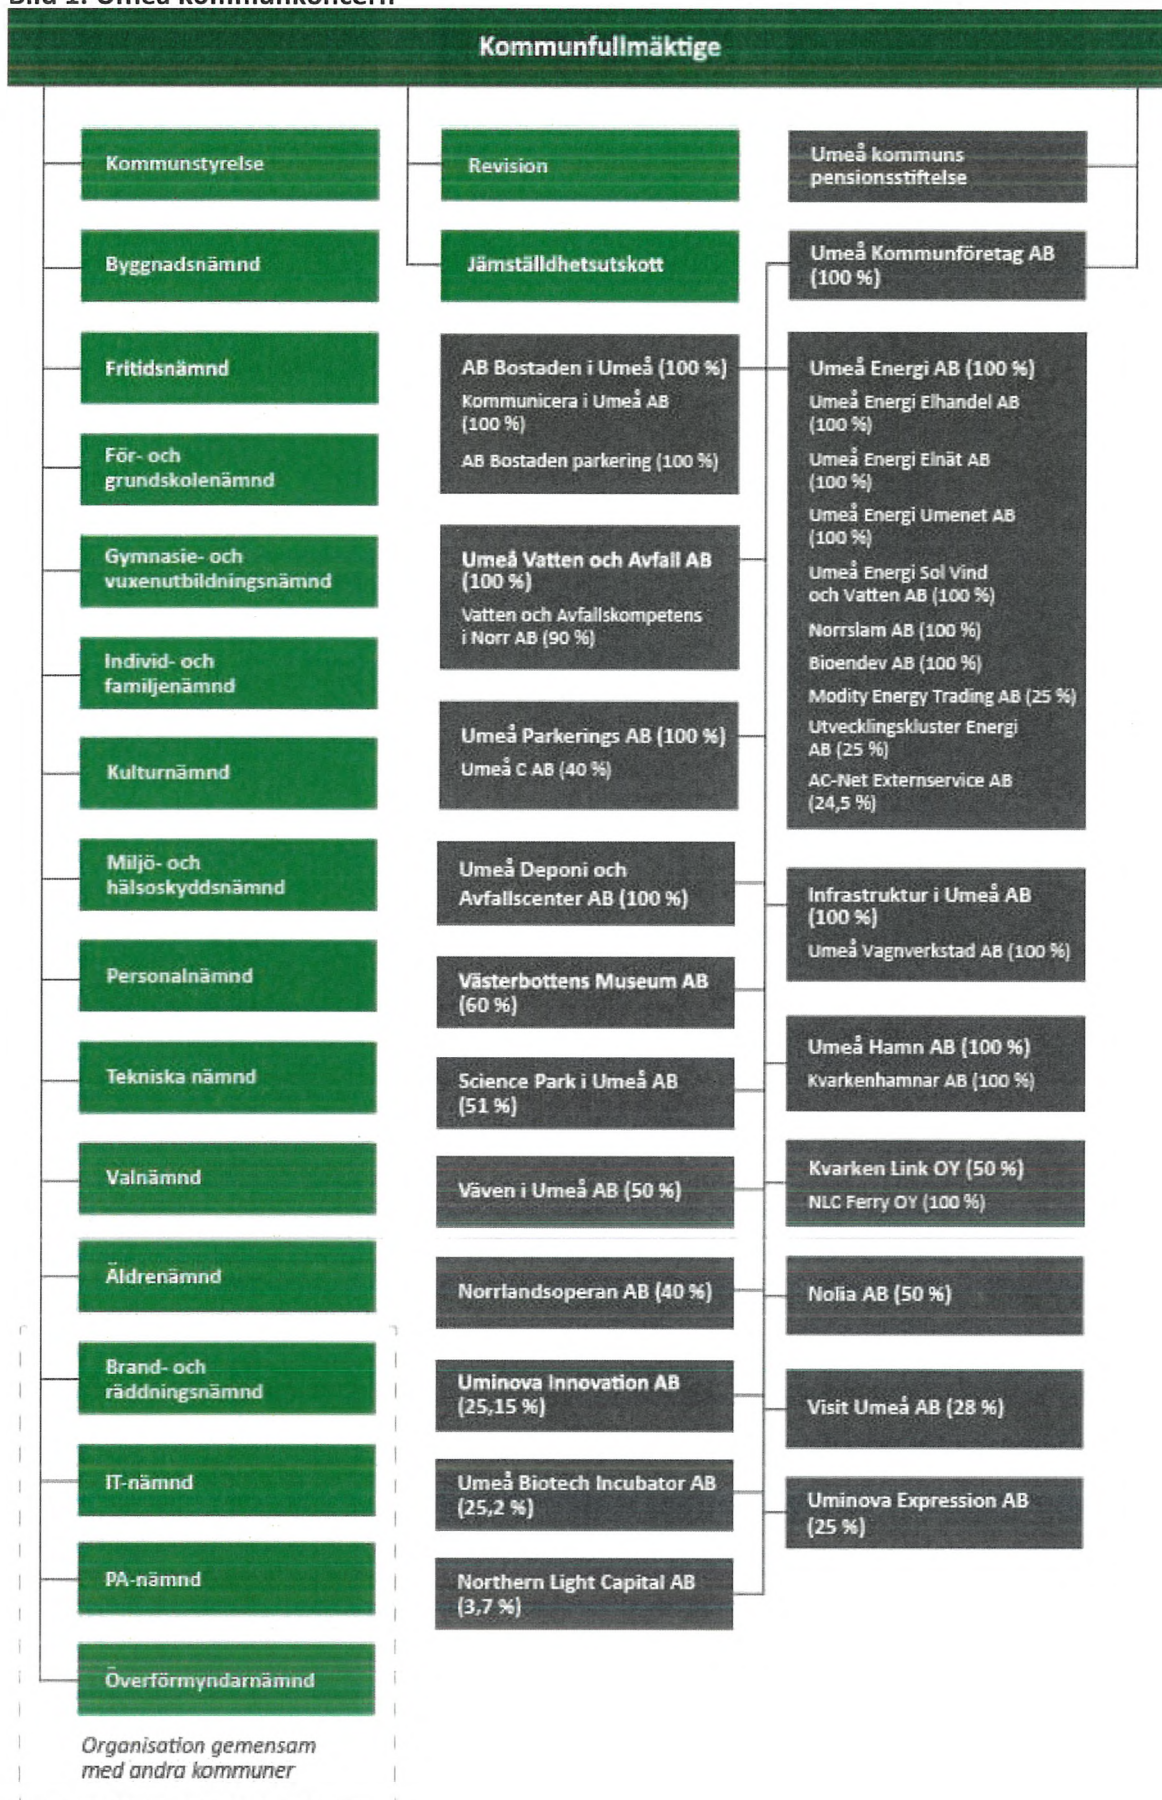 Bild 1: Umeå kommunkoncern
Kommunfullmäktige
Kommunstyrelse
Byggnadsnämnd
Fritidsnämnd
För- och
grundskolenämnd
Gymnasie- och
vuxenutbildningsnämnd
Individ- och
familjenämnd
Kulturnämnd
Miljö- och
hälsoskyddsnämnd
Personalnämnd
Tekniska nämnd
Valnämnd
Äldrenämnd
Brand- och
räddningsnämnd
IT-nämnd
PA-nämnd
Överförmyndarnämnd
Organisation gemensam
med andra kommuner
Revision
Jämställdhetsutskott
AB Bostaden i Umeå (100 %)
Kommunicera i Umeå AB
(100 %)
AB Bostaden parkering (100 %)
Umeå Vatten och Avfall AB
(100 %)
Vatten och Avfallskompetens
i Norr AB (90 %)
Umeå Parkerings AB (100 %)
Umeå C AB (40 %)
Umeå Deponi och
Avfallscenter AB (100 %)
Västerbottens Museum AB
(60 %)
Science Park i Umeå AB
(51 %)
Väven i Umeå AB (50 %)
Norrlandsoperan AB (40 %)
Uminova Innovation AB
(25,15 %)
Umeå Biotech Incubator AB
(25,2 %)
Northern Light Capital AB
(3,7 %)
Umeå kommuns
pensionsstiftelse
Umeå Kommunföretag AB
(100 %)
Umeå Energi AB (100 %)
Umeå Energi Elhandel AB
(100 %)
Umeå Energi Elnät AB
(100 %)
Umeå Energi Umenet AB
(100 %)
Umeå Energi Sol Vind
och Vatten AB (100 %)
Norrslam AB (100 %)
Bioendev AB (100 %)
Modity Energy Trading AB (25 %)
Utvecklingskluster Energi
AB (25 %)
AC-Net Externservice AB
(24,5 %)
Infrastruktur i Umeå AB
(100 %)
Umeå Vagnverkstad AB (100 %)
Umeå Hamn AB (100 %)
Kvarkenhamnar AB (100 %)
Kvarken Link OY (50 %)
NLC Ferry OY (100 %)
Nolia AB (50 %)
Visit Umeå AB (28 %)
Uminova Expression AB
(25 %)